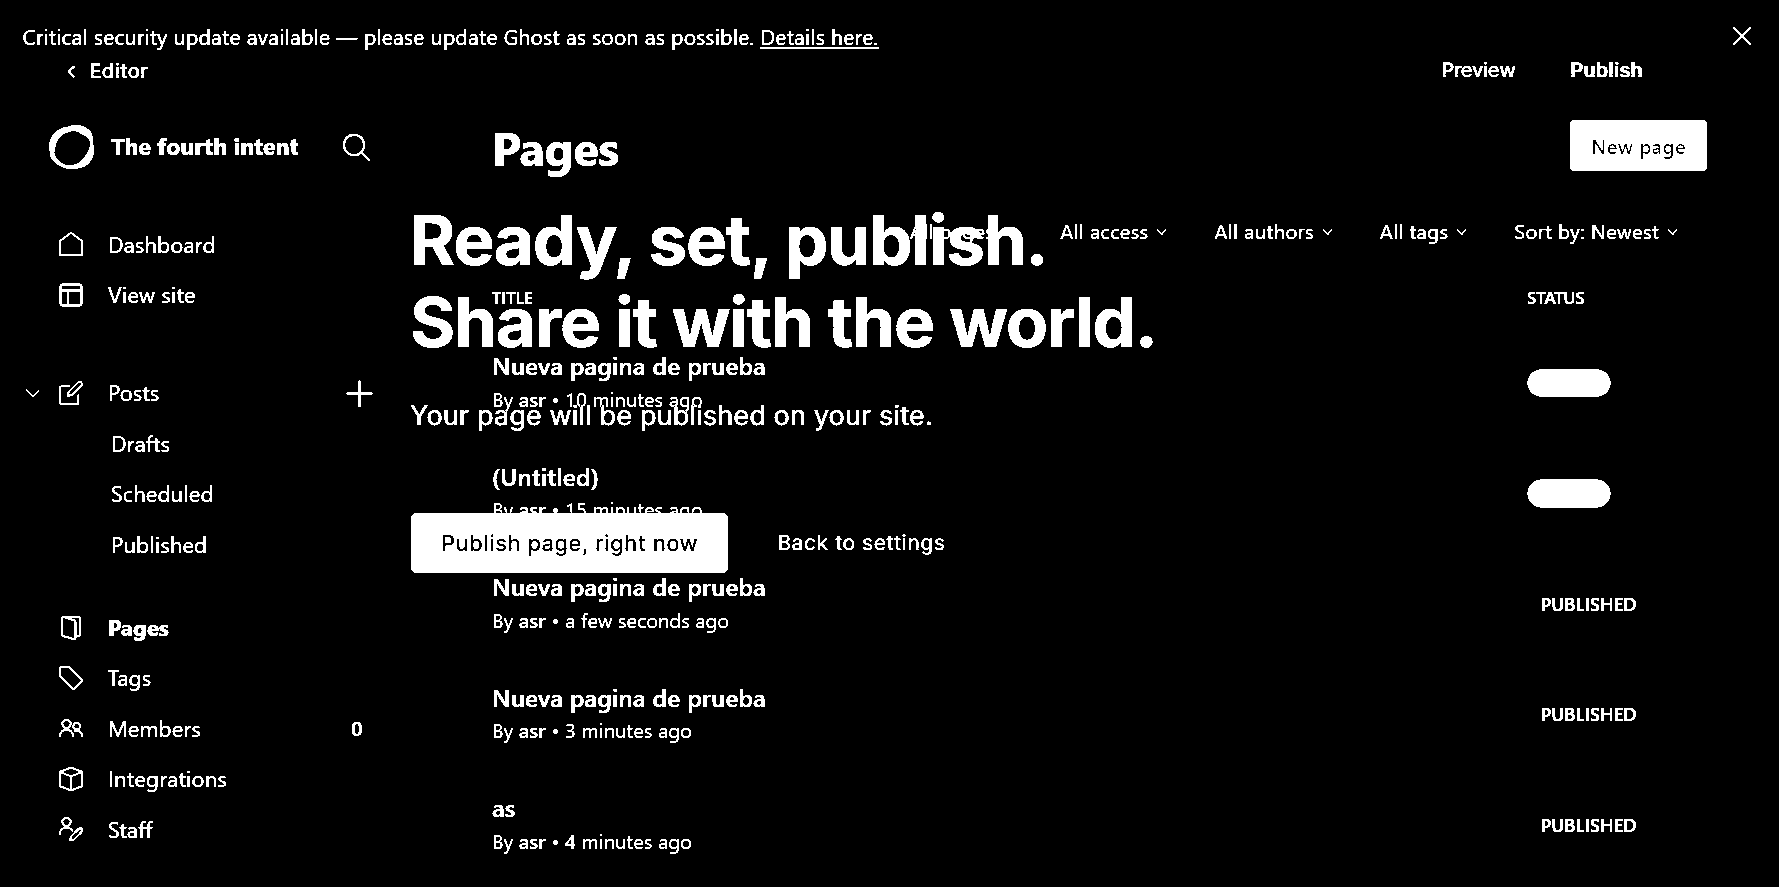 Critical security update available — please update Ghost as soon as possible. Details here.
Editor
Preview
Publish
The fourth intent
Pages
New page
Ready, set, publish.
All access
All authors
All tags
Sort by: Newest
Dashboard
View site
TITLE
STATUS
Share it with the world.
Nueva pagina de prueba
By asr • 10 minutes ago
Your page will be published on your site.
Posts
Drafts
Scheduled
Published
(Untitled)
By asr • 15 minutes ago
Publish page, right now
Back to settings
Nueva pagina de prueba
By asr • a few seconds ago
PUBLISHED
Pages
Tags
Members
0
Integrations
Staff
Nueva pagina de prueba
By asr • 3 minutes ago
PUBLISHED
as
By asr • 4 minutes ago
PUBLISHED